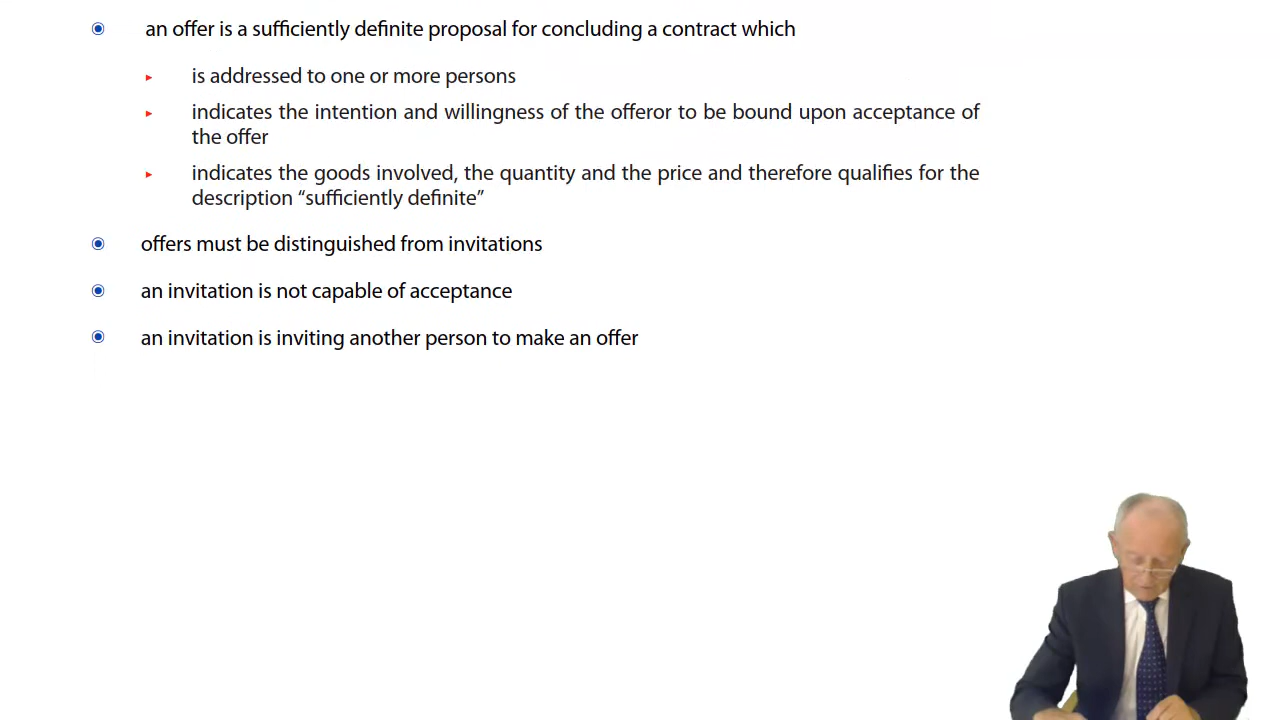 an offer is a sufficiently definite proposal for concluding a contract which
is addressed to one or more persons
indicates the intention and willingness of the offeror to be bound upon acceptance of
the offer
indicates the goods involved, the quantity and the price and therefore qualifies for the
description “sufficiently definite”
offers must be distinguished from invitations
an invitation is not capable of acceptance
an invitation is inviting another person to make an offer